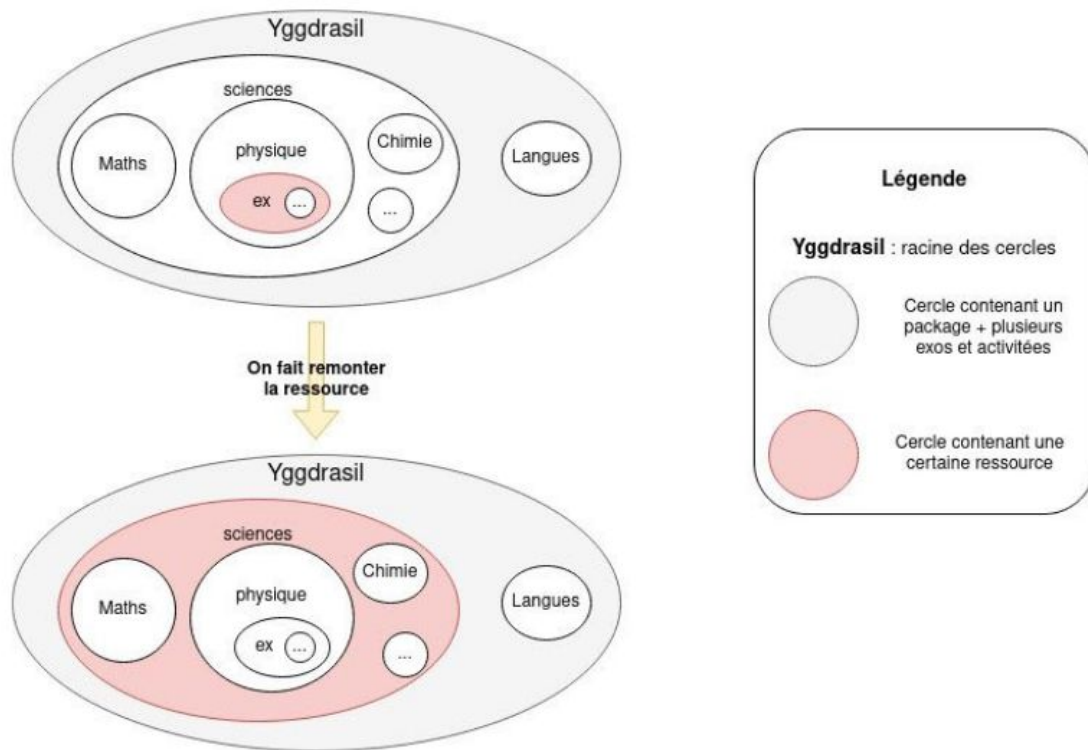 Yggdrasil
sciences
Maths
physique
Chimie
Langues
ex
...
...
On fait remonter
la ressource
Yggdrasil
sciences
Maths
physique
Chimie
Langues
ex
...
...
Légende
Yggdrasil : racine des cercles
Cercle contenant un
package + plusieurs
exos et activitées
Cercle contenant une
certaine ressource